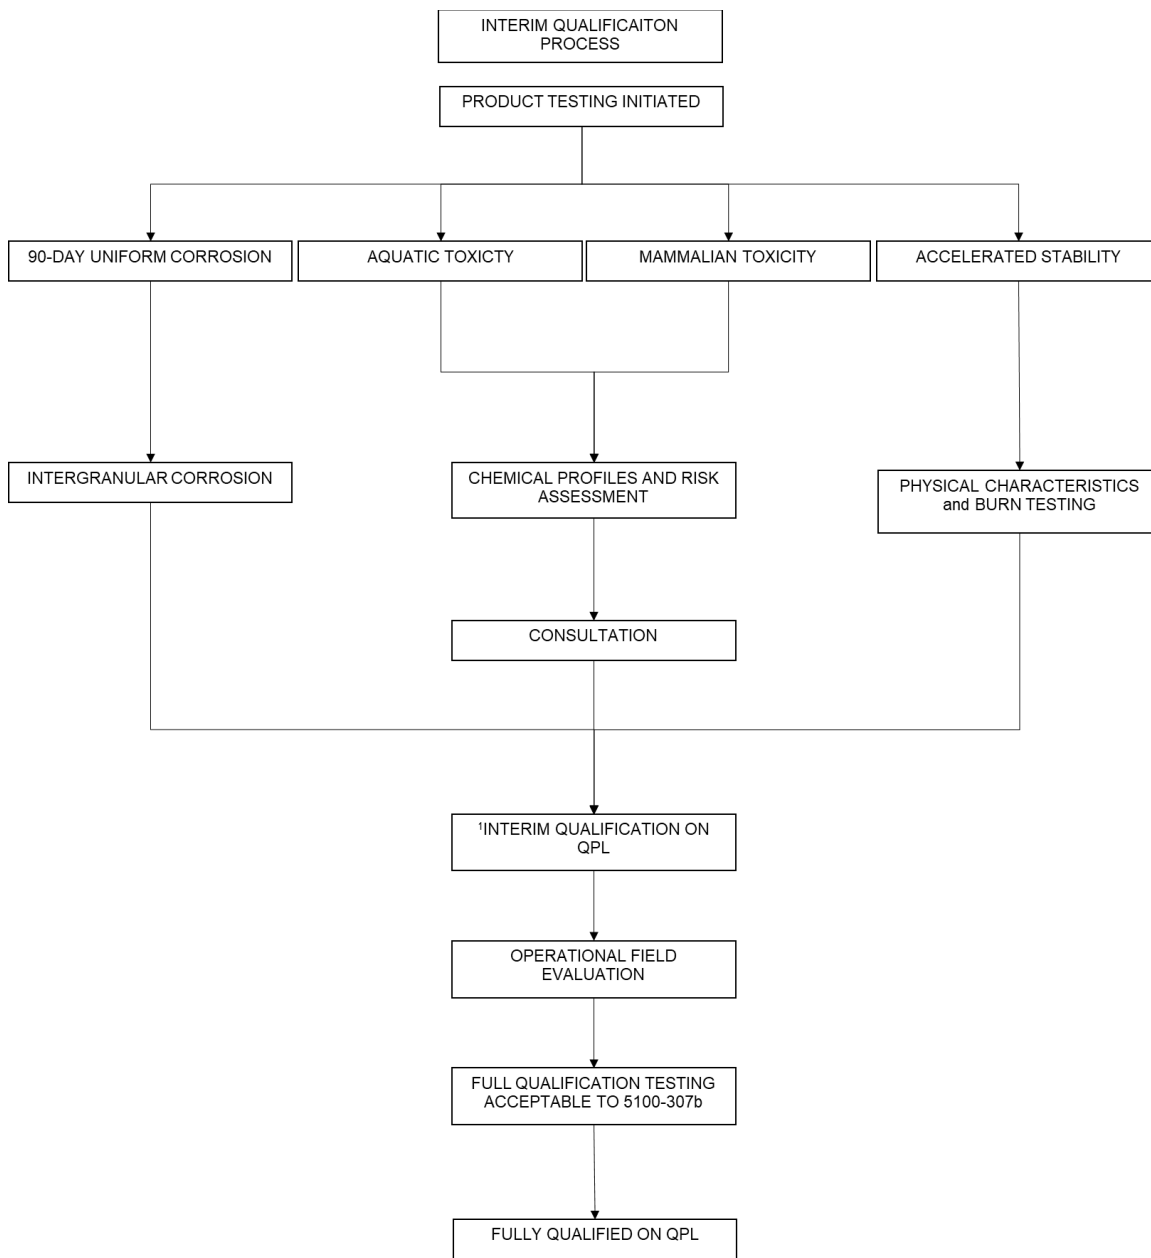 INTERIM QUALIFICAITON
PROCESS
PRODUCT TESTING INITIATED
90-DAY UNIFORM CORROSION
AQUATIC TOXICTY
MAMMALIAN TOXICITY
ACCELERATED STABILITY
INTERGRANULAR CORROSION
CHEMICAL PROFILES AND RISK
ASSESSMENT
PHYSICAL CHARACTERISTICS
and BURN TESTING
CONSULTATION
¹INTERIM QUALIFICATION ON
QPL
OPERATIONAL FIELD
EVALUATION
FULL QUALIFICATION TESTING
ACCEPTABLE TO 5100-307b
FULLY QUALIFIED ON QPL